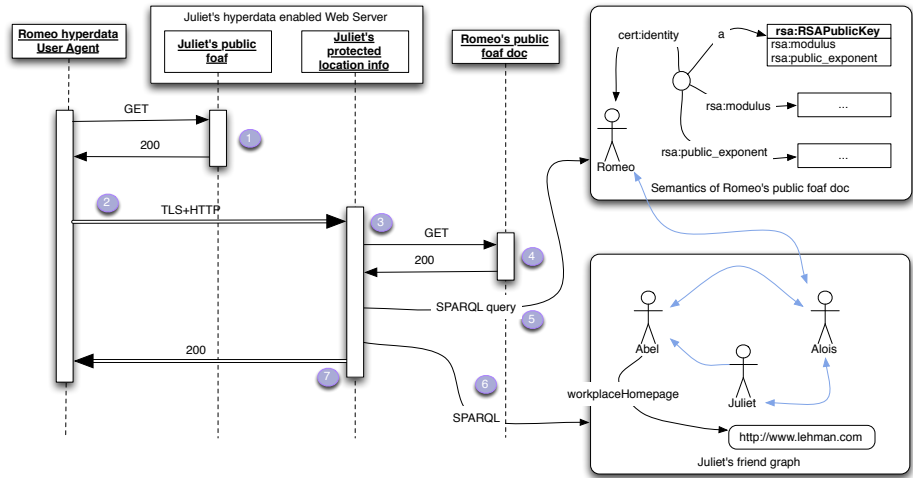 Juliet's hyperdata enabled Web Server
Romeo hyperdata
User Agent
Juliet's public
foaf
Juliet's
protected
location info
Romeo's public
foaf doc
GET
200
1
2
TLS+HTTP
3
GET
4
200
SPARQL query
5
200
7
6
SPARQL
cert:identity
a
rsa:RSAPublicKey
rsa:modulus
rsa:public_exponent
rsa:modulus
...
rsa:public_exponent
...
Romeo
Semantics of Romeo's public foaf doc
Abel
Alois
Juliet
workplaceHomepage
http://www.lehman.com
Juliet's friend graph